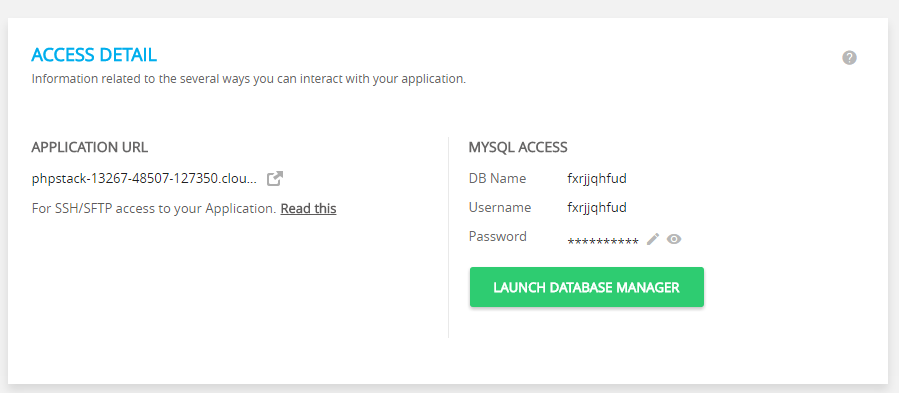 ACCESS DETAIL
Information related to the several ways you can interact with your application.
APPLICATION URL
phpstack-13267-48507-127350.clou...
For SSH/SFTP access to your Application. Read this
MYSQL ACCESS
DB Name fxrjjqhfud
Username fxrjjqhfud
Password **********
LAUNCH DATABASE MANAGER